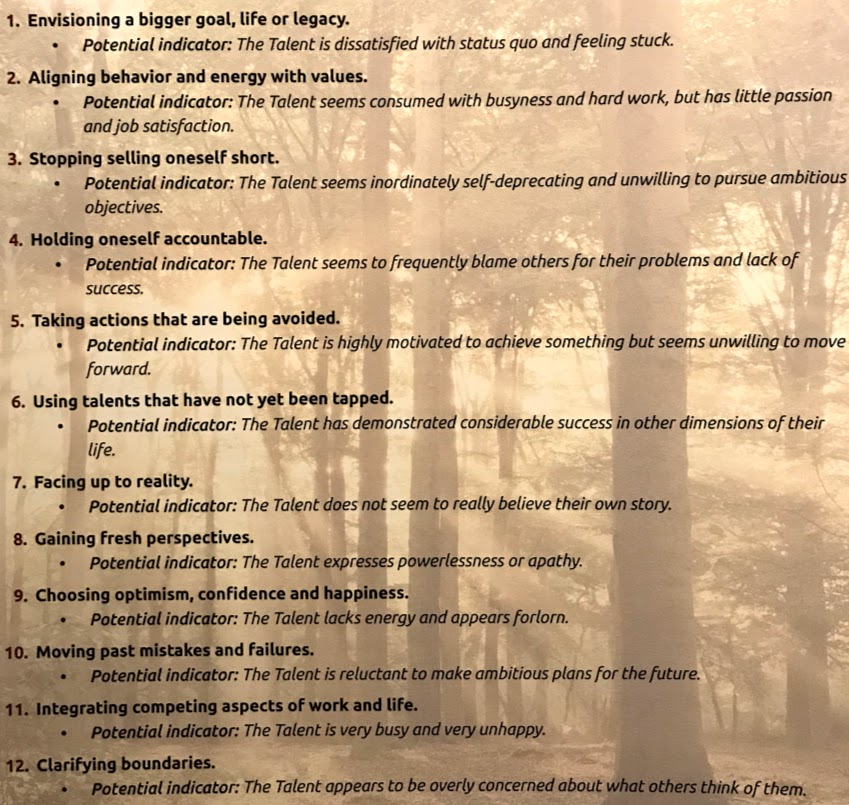 1. Envisioning a bigger goal, life or legacy.
• Potential indicator: The Talent is dissatisfied with status quo and feeling stuck.
2. Aligning behavior and energy with values.
• Potential indicator: The Talent seems consumed with busyness and hard work, but has little passion
and job satisfaction.
3. Stopping selling oneself short.
• Potential indicator: The Talent seems inordinately self-deprecating and unwilling to pursue ambitious
objectives.
4. Holding oneself accountable.
• Potential indicator: The Talent seems to frequently blame others for their problems and lack of
success.
5. Taking actions that are being avoided.
• Potential indicator: The Talent is highly motivated to achieve something but seems unwilling to move
forward.
6. Using talents that have not yet been tapped.
• Potential indicator: The Talent has demonstrated considerable success in other dimensions of their
life.
7. Facing up to reality.
• Potential indicator: The Talent does not seem to really believe their own story.
8. Gaining fresh perspectives.
• Potential indicator: The Talent expresses powerlessness or apathy.
9. Choosing optimism, confidence and happiness.
• Potential indicator: The Talent lacks energy and appears forlorn.
10. Moving past mistakes and failures.
• Potential indicator: The Talent is reluctant to make ambitious plans for the future.
11. Integrating competing aspects of work and life.
• Potential indicator: The Talent is very busy and very unhappy.
12. Clarifying boundaries.
• Potential indicator: The Talent appears to be overly concerned about what others think of them.